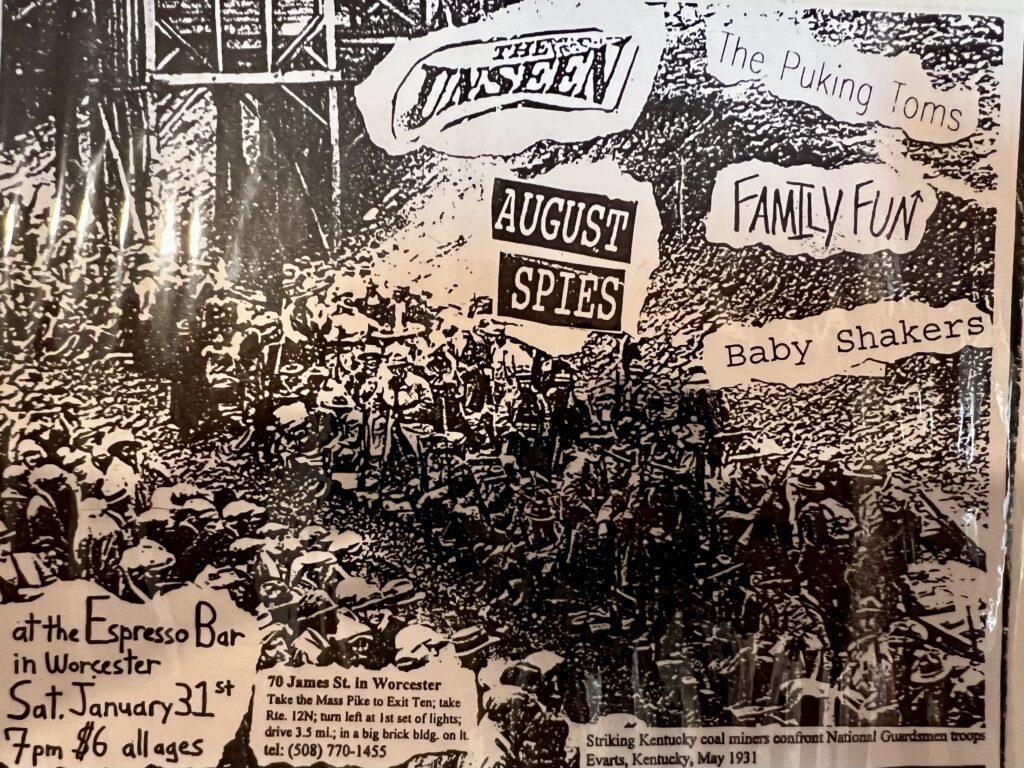 THE
UNSEEN
The Puking Toms
AUGUST
SPIES
FAMILY FUN
Baby Shakers
at the Espresso Bar
in Worcester
Sat. January 31st
7pm $6 all ages
70 James St. in Worcester
Take the Mass Pike to Exit Ten; take
Rte. 12N; turn left at 1st set of lights;
drive 3.5 mi.; in a big brick bldg. on lt.
tel: (508) 770-1455
Striking Kentucky coal miners confront National Guardsmen troops
Evarts, Kentucky, May 1931